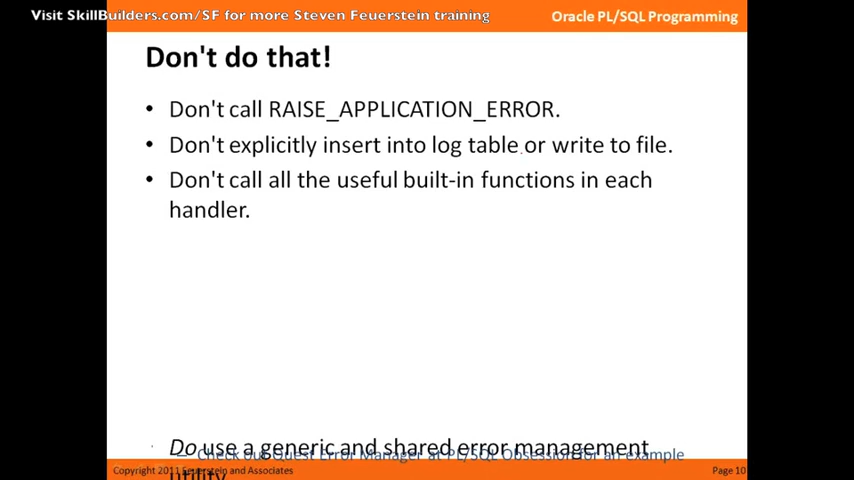 Visit SkillBuilders.com/SF for more Steven Feuerstein training
Oracle PL/SQL Programming
Don't do that!
• Don't call RAISE_APPLICATION_ERROR.
• Don't explicitly insert into log table or write to file.
• Don't call all the useful built-in functions in each
handler.
Do use a generic and shared error management
– Check out Quest Error Manager at PL/SQL Obsession for an example
utility
Copyright 2011 Feuerstein and Associates
Page 10